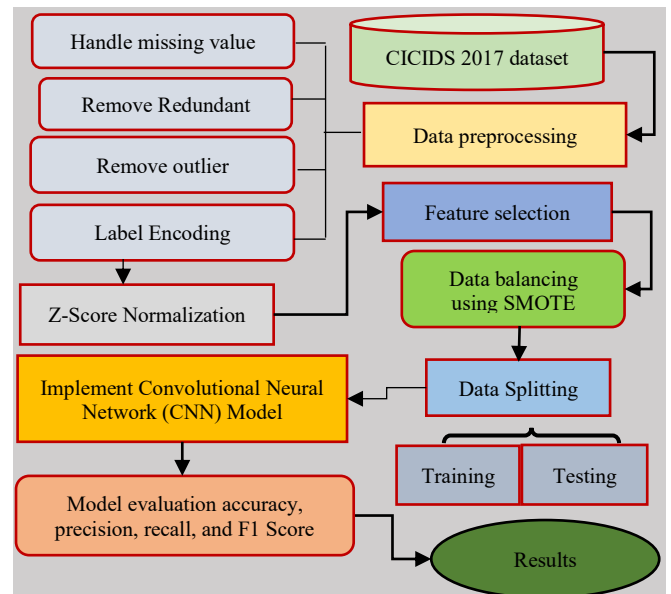 Handle missing value
CICIDS 2017 dataset
Remove Redundant
Data preprocessing
Remove outlier
Label Encoding
Feature selection
Z-Score Normalization
Data balancing
using SMOTE
Implement Convolutional Neural
Network (CNN) Model
Data Splitting
Training
Testing
Model evaluation accuracy,
precision, recall, and F1 Score
Results